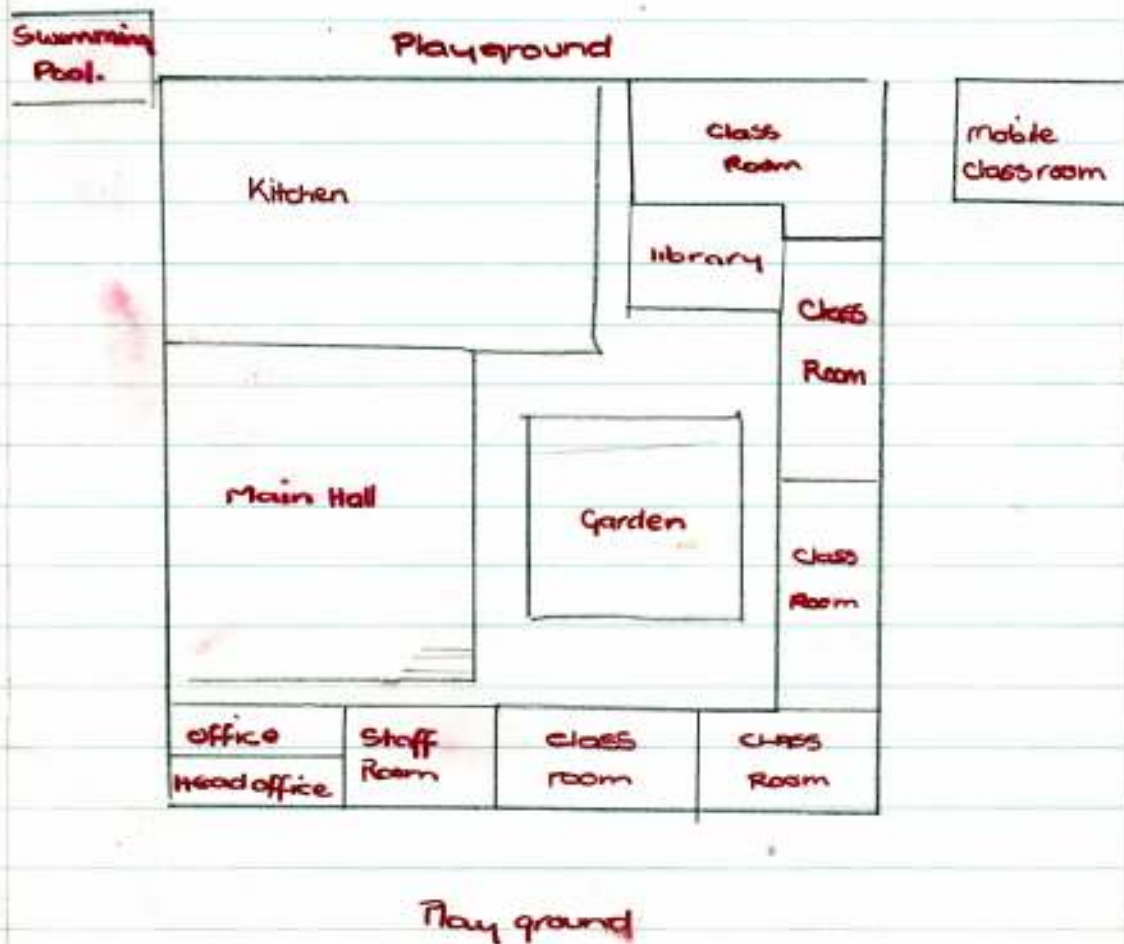 Swimming
Pool.
Playground
Class
Room
Mobile
Classroom
Kitchen
library
Class
Room
Main Hall
Garden
Class
Room
office
Head office
Staff
Room
Class
room
Class
Room
Play ground